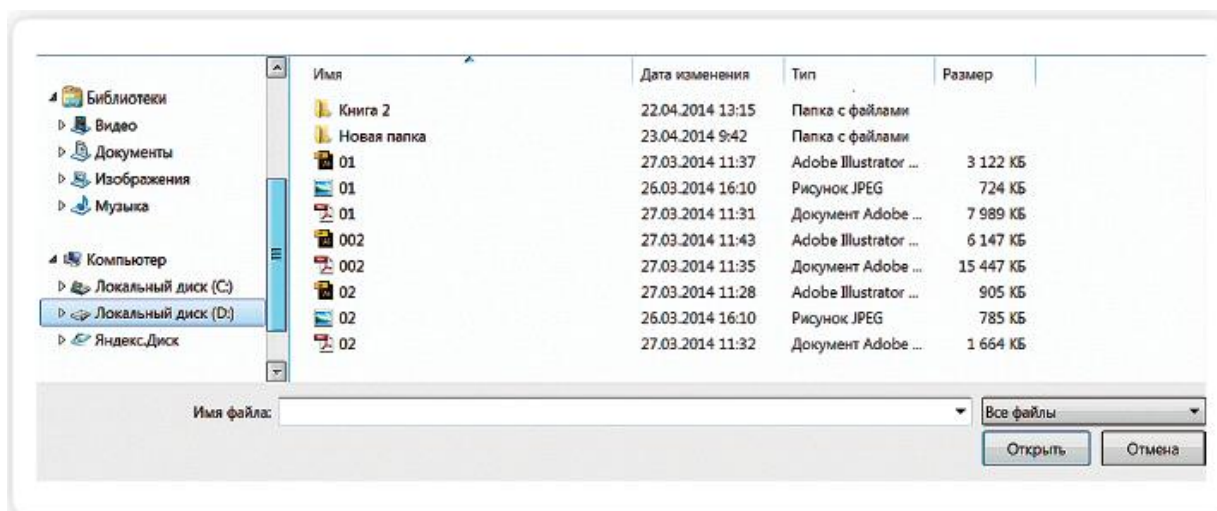 Библиотеки
Видео
Документы
Изображения
Музыка
Компьютер
Локальный диск (C:)
Локальный диск (D:)
Яндекс.Диск
Имя Дата изменения Тип Размер
Книга 2 22.04.2014 13:15 Папка с файлами
Новая папка 23.04.2014 9:42 Папка с файлами
01 27.03.2014 11:37 Adobe Illustrator ... 3 122 КБ
01 26.03.2014 16:10 Рисунок JPEG 724 КБ
01 27.03.2014 11:31 Документ Adobe ... 7 989 КБ
002 27.03.2014 11:43 Adobe Illustrator ... 6 147 КБ
002 27.03.2014 11:35 Документ Adobe ... 15 447 КБ
02 27.03.2014 11:28 Adobe Illustrator ... 905 КБ
02 26.03.2014 16:10 Рисунок JPEG 785 КБ
02 27.03.2014 11:32 Документ Adobe ... 1 664 КБ
Имя файла: Все файлы
Открыть Отмена